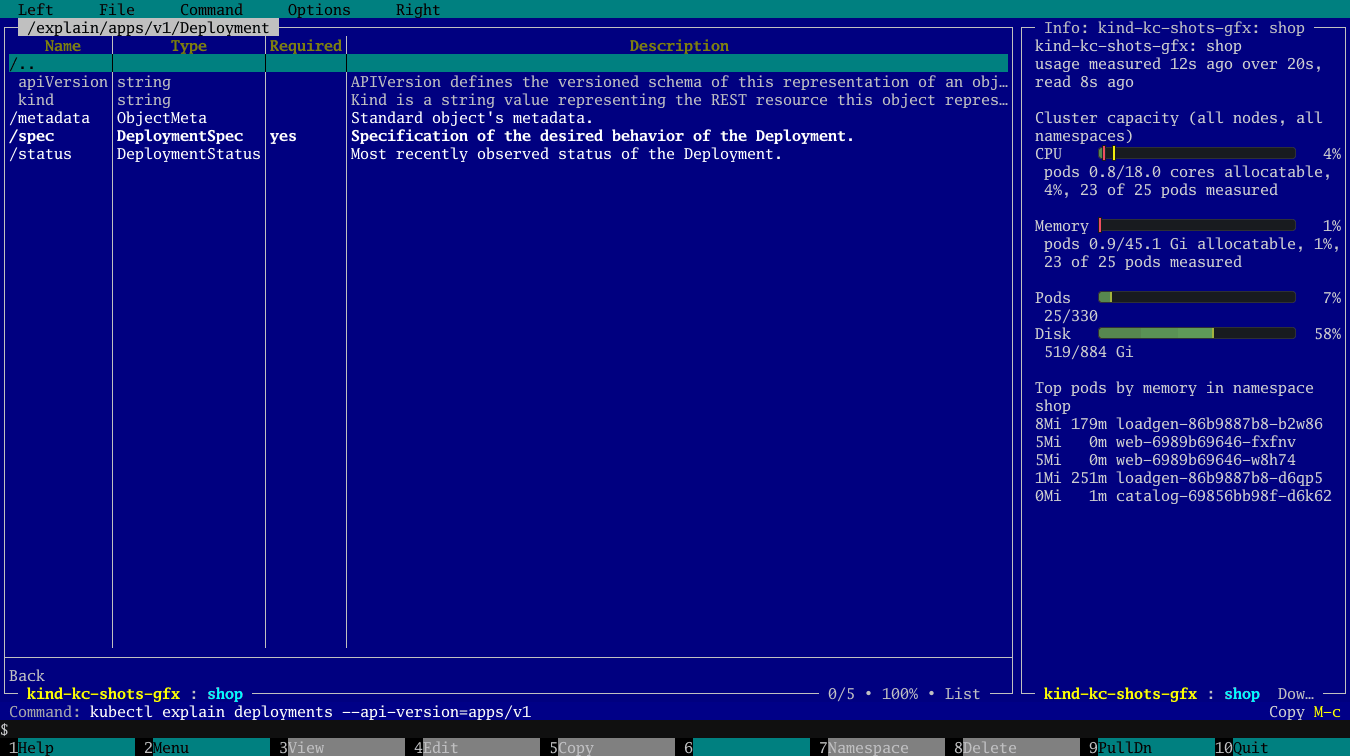 Left File Command Options Right
/explain/apps/v1/Deployment
Name Type Required Description
/..
apiVersion string APIVersion defines the versioned schema of this representation of an obj…
kind string Kind is a string value representing the REST resource this object repres…
/metadata ObjectMeta Standard object's metadata.
/spec DeploymentSpec yes Specification of the desired behavior of the Deployment.
/status DeploymentStatus Most recently observed status of the Deployment.
Back
kind-kc-shots-gfx : shop 0/5 • 100% • List
Info: kind-kc-shots-gfx: shop
kind-kc-shots-gfx: shop
usage measured 12s ago over 20s,
read 8s ago
Cluster capacity (all nodes, all
namespaces)
CPU 4%
pods 0.8/18.0 cores allocatable,
4%, 23 of 25 pods measured
Memory 1%
pods 0.9/45.1 Gi allocatable, 1%,
23 of 25 pods measured
Pods 7%
25/330
Disk 58%
519/884 Gi
Top pods by memory in namespace
shop
8Mi 179m loadgen-86b9887b8-b2w86
5Mi 0m web-6989b69646-fxfnv
5Mi 0m web-6989b69646-w8h74
1Mi 251m loadgen-86b9887b8-d6qp5
0Mi 1m catalog-69856bb98f-d6k62
kind-kc-shots-gfx : shop Dow…
Command: kubectl explain deployments --api-version=apps/v1 Copy M-c
$
1Help 2Menu 3View 4Edit 5Copy 6 7Namespace 8Delete 9PullDn 10Quit